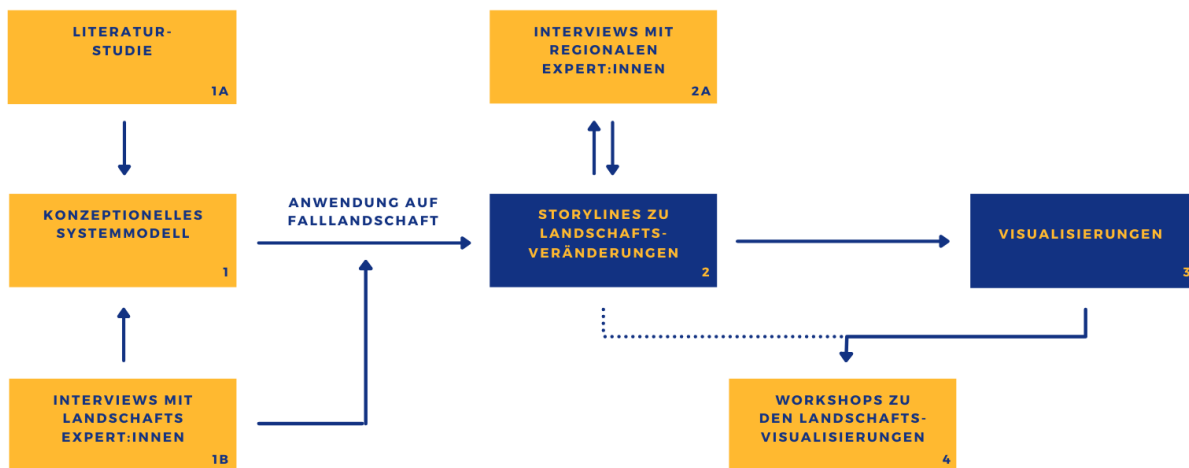 LITERATUR-
STUDIE
1A
INTERVIEWS MIT
REGIONALEN
EXPERT:INNEN
2A
KONZEPTIONELLES
SYSTEMMODELL
1
ANWENDUNG AUF
FALLLANDSCHAFT
STORYLINES ZU
LANDSCHAFTS-
VERÄNDERUNGEN
2
VISUALISIERUNGEN
3
INTERVIEWS MIT
LANDSCHAFTS
EXPERT:INNEN
1B
WORKSHOPS ZU
DEN LANDSCHAFTS-
VISUALISIERUNGEN
4